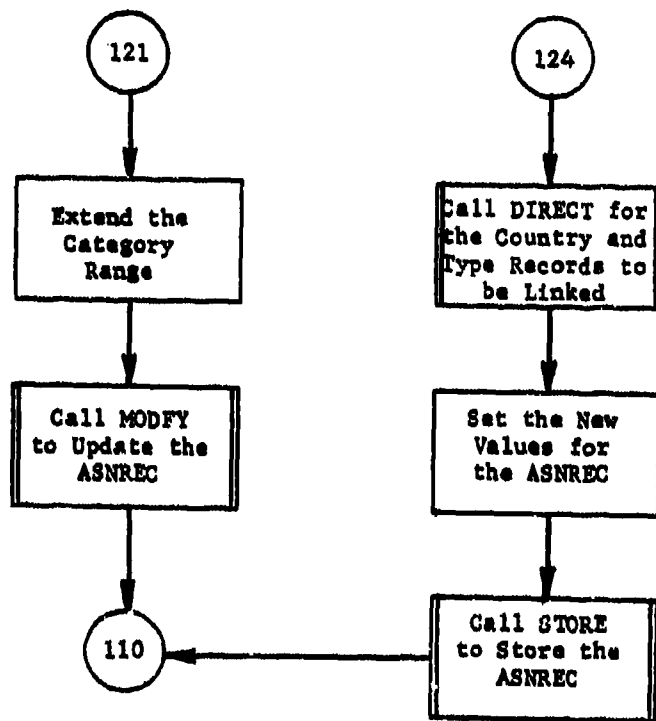 121
Extend the
Category
Range
Call MODFY
to Update the
ASNREC
110
124
Call DIRECT for
the Country and
Type Records to
be Linked
Set the New
Values for
the ASNREC
Call STORE
to Store the
ASNREC